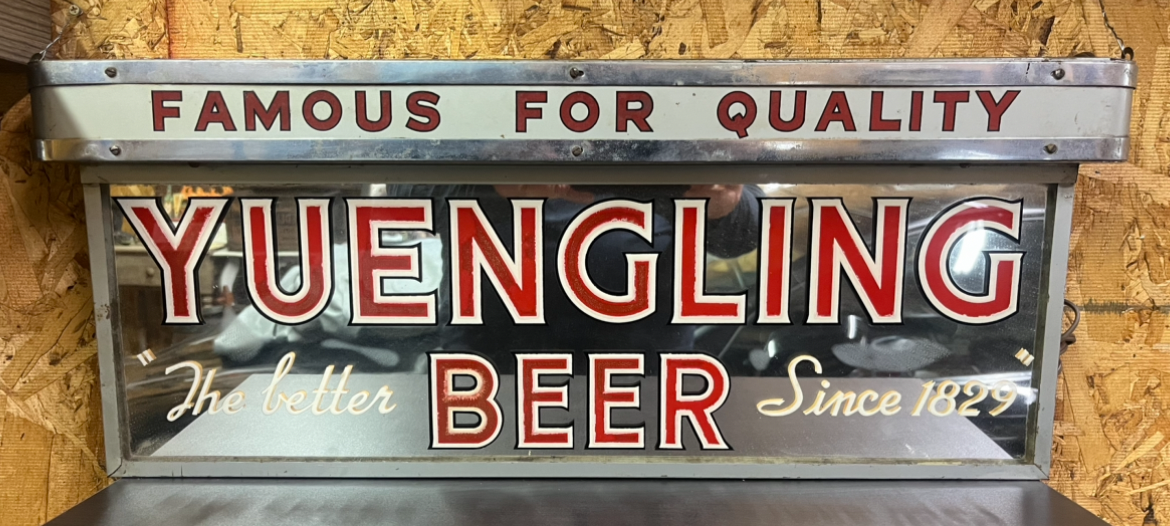 FAMOUS FOR QUALITY
YUENGLING
"The better BEER Since 1829"